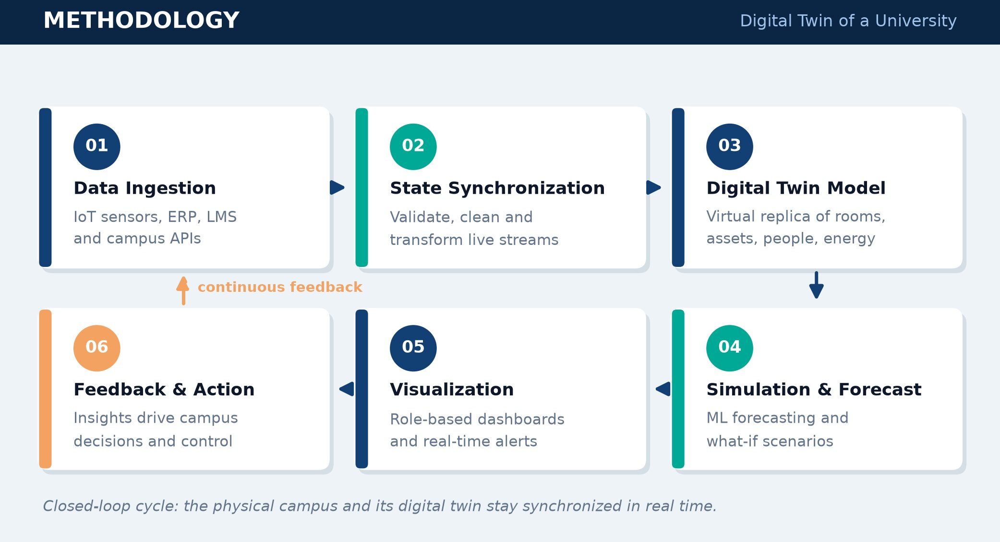 METHODOLOGY
Digital Twin of a University
01
Data Ingestion
IoT sensors, ERP, LMS
and campus APIs
02
State Synchronization
Validate, clean and
transform live streams
03
Digital Twin Model
Virtual replica of rooms,
assets, people, energy
continuous feedback
06
Feedback & Action
Insights drive campus
decisions and control
05
Visualization
Role-based dashboards
and real-time alerts
04
Simulation & Forecast
ML forecasting and
what-if scenarios
Closed-loop cycle: the physical campus and its digital twin stay synchronized in real time.